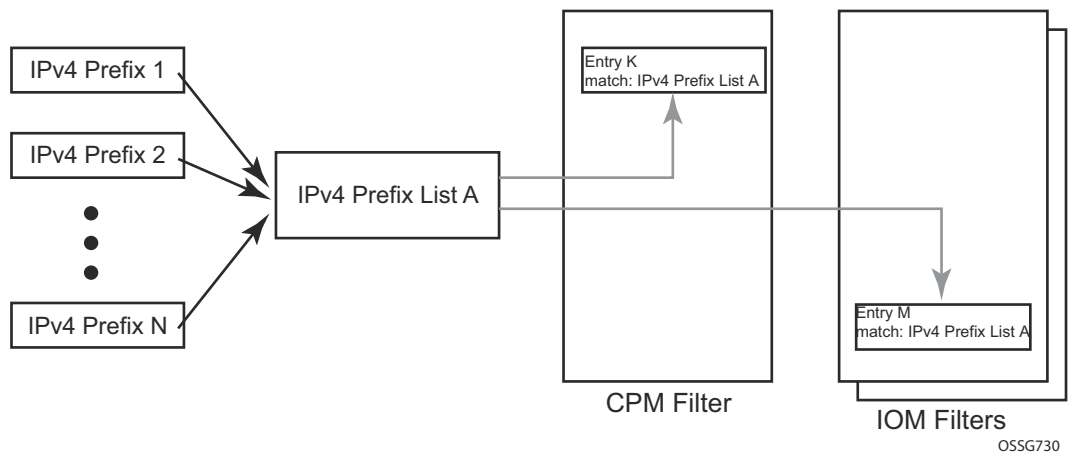 IPv4 Prefix 1
IPv4 Prefix 2
IPv4 Prefix N
IPv4 Prefix List A
Entry K
match: IPv4 Prefix List A
CPM Filter
Entry M
match: IPv4 Prefix List A
IOM Filters
OSSG730